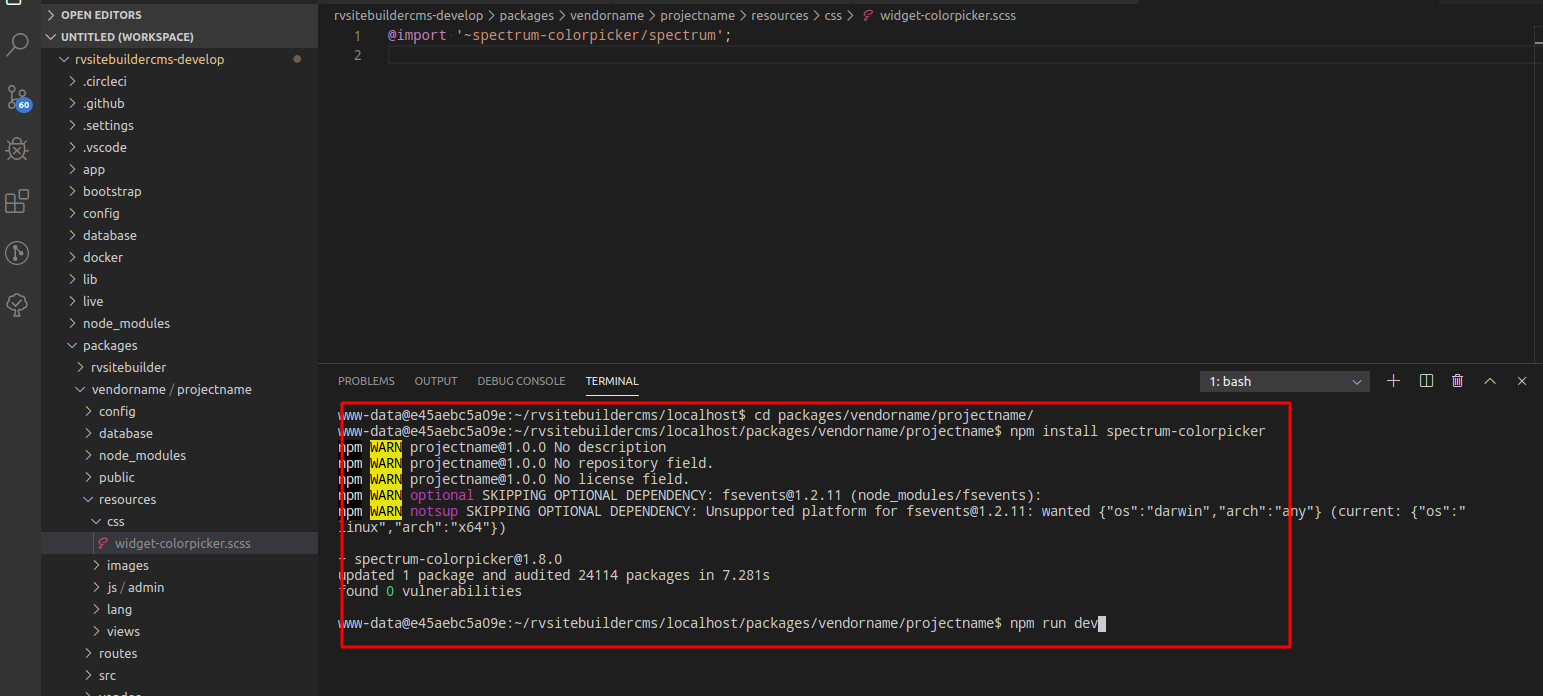 OPEN EDITORS
UNTITLED (WORKSPACE)
rvsitebuildercms-develop
.circleci
60
.github
.settings
.vscode
app
bootstrap
config
database
docker
lib
live
node_modules
packages
rvsitebuilder
vendorname / projectname
config
database
node_modules
public
resources
css
widget-colorpicker.scss
images
js / admin
lang
views
routes
src
rvsitebuildercms-develop > packages > vendorname > projectname > resources > css > widget-colorpicker.scss
1 @import '~spectrum-colorpicker/spectrum';
2
PROBLEMS OUTPUT DEBUG CONSOLE TERMINAL 1: bash
www-data@e45aebc5a09e:~/rvsitebuildercms/localhost$ cd packages/vendorname/projectname/
www-data@e45aebc5a09e:~/rvsitebuildercms/localhost/packages/vendorname/projectname$ npm install spectrum-colorpicker
npm WARN projectname@1.0.0 No description
npm WARN projectname@1.0.0 No repository field.
npm WARN projectname@1.0.0 No license field.
npm WARN optional SKIPPING OPTIONAL DEPENDENCY: fsevents@1.2.11 (node_modules/fsevents):
npm WARN notsup SKIPPING OPTIONAL DEPENDENCY: Unsupported platform for fsevents@1.2.11: wanted {"os":"darwin","arch":"any"} (current: {"os":"
linux","arch":"x64"})
+ spectrum-colorpicker@1.8.0
updated 1 package and audited 24114 packages in 7.281s
found 0 vulnerabilities
www-data@e45aebc5a09e:~/rvsitebuildercms/localhost/packages/vendorname/projectname$ npm run dev